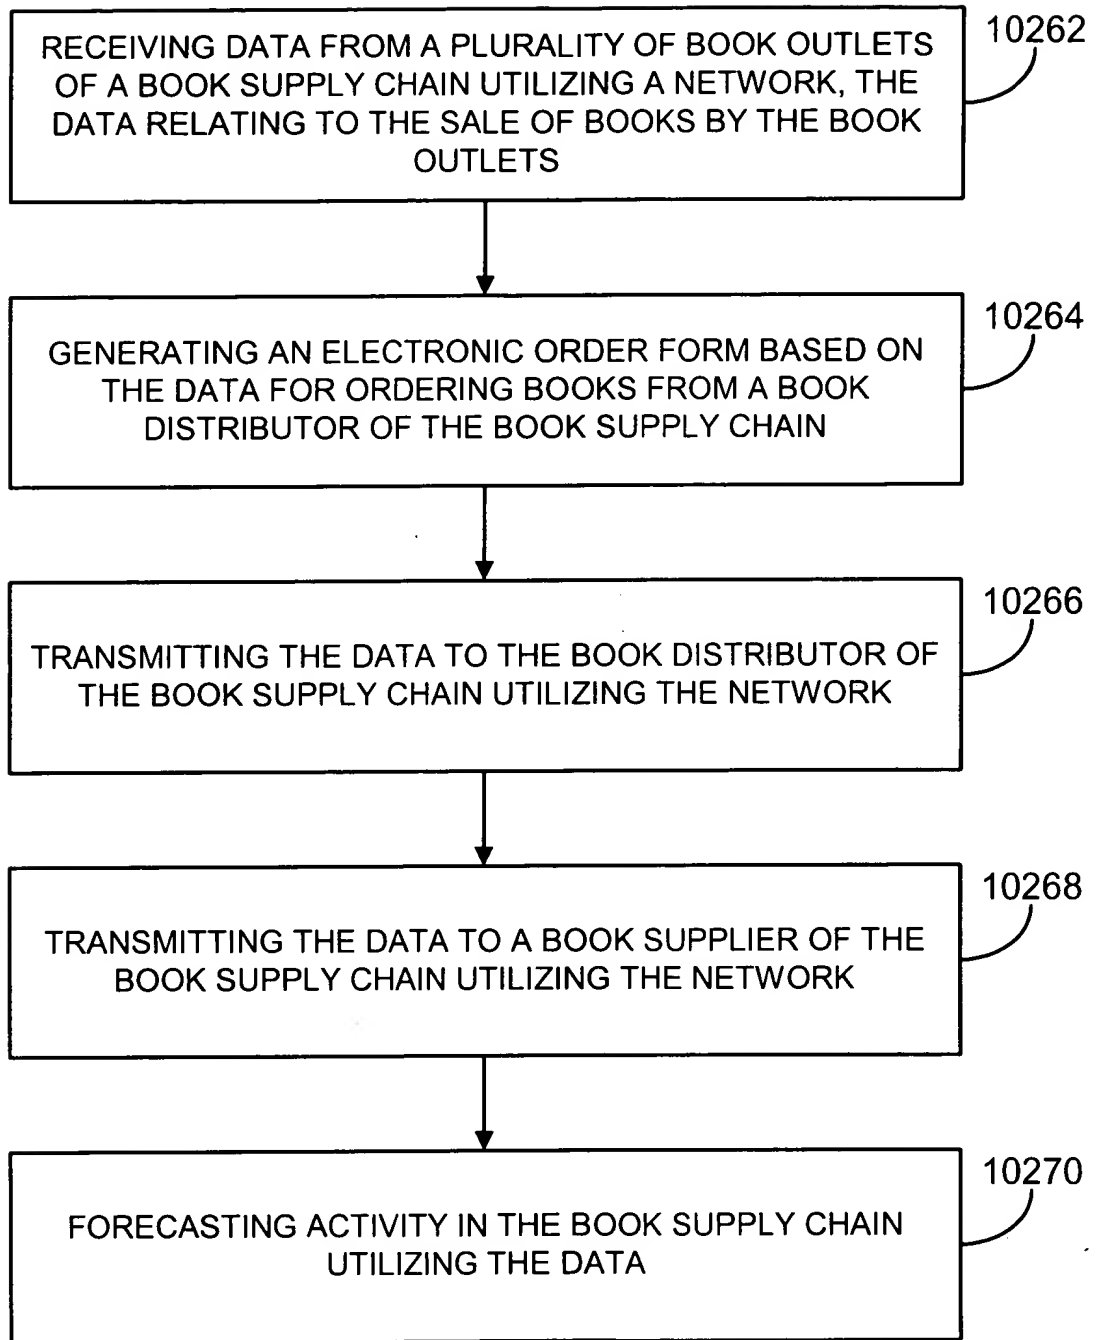 RECEIVING DATA FROM A PLURALITY OF BOOK OUTLETS
OF A BOOK SUPPLY CHAIN UTILIZING A NETWORK, THE
DATA RELATING TO THE SALE OF BOOKS BY THE BOOK
OUTLETS
10262
GENERATING AN ELECTRONIC ORDER FORM BASED ON
THE DATA FOR ORDERING BOOKS FROM A BOOK
DISTRIBUTOR OF THE BOOK SUPPLY CHAIN
10264
TRANSMITTING THE DATA TO THE BOOK DISTRIBUTOR OF
THE BOOK SUPPLY CHAIN UTILIZING THE NETWORK
10266
TRANSMITTING THE DATA TO A BOOK SUPPLIER OF THE
BOOK SUPPLY CHAIN UTILIZING THE NETWORK
10268
FORECASTING ACTIVITY IN THE BOOK SUPPLY CHAIN
UTILIZING THE DATA
10270